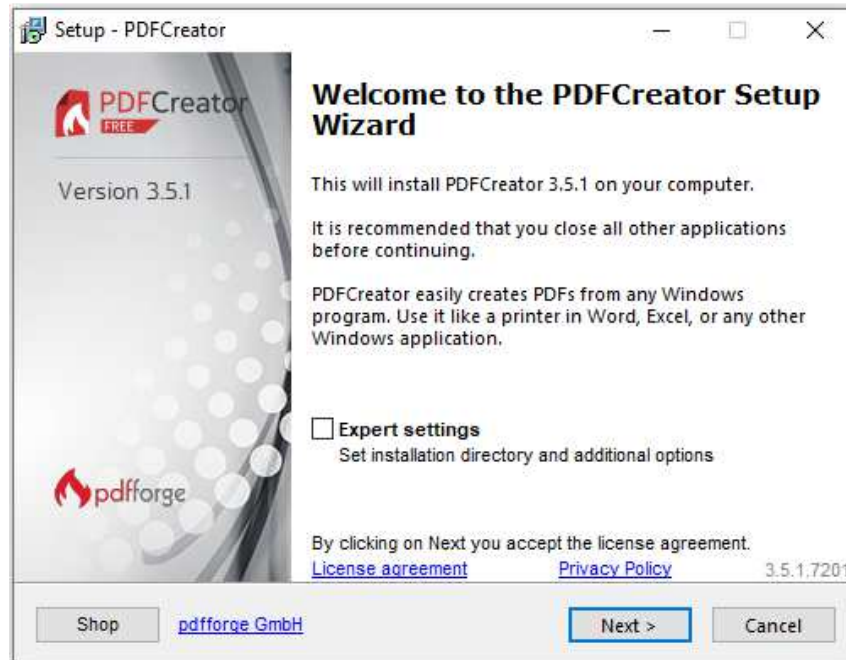 Setup - PDFCreator
PDFCreator
FREE
Version 3.5.1
pdfforge
Welcome to the PDFCreator Setup
Wizard
This will install PDFCreator 3.5.1 on your computer.
It is recommended that you close all other applications
before continuing.
PDFCreator easily creates PDFs from any Windows
program. Use it like a printer in Word, Excel, or any other
Windows application.
Expert settings
Set installation directory and additional options
By clicking on Next you accept the license agreement.
License agreement Privacy Policy 3.5.1.7201
Shop pdfforge GmbH Next > Cancel